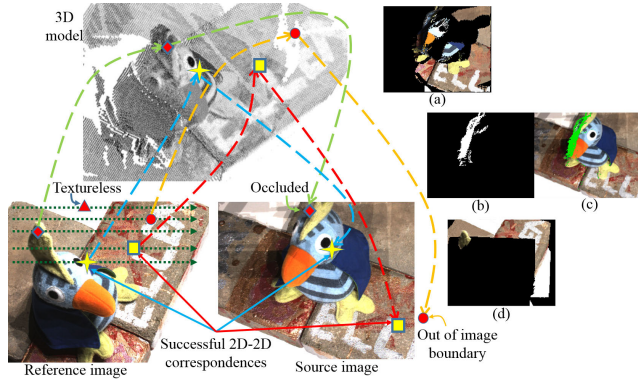 3D
model
(a)
(b)
(c)
Textureless
Occluded
(d)
Successful 2D-2D
correspondences
Out of image
boundary
Reference image
Source image